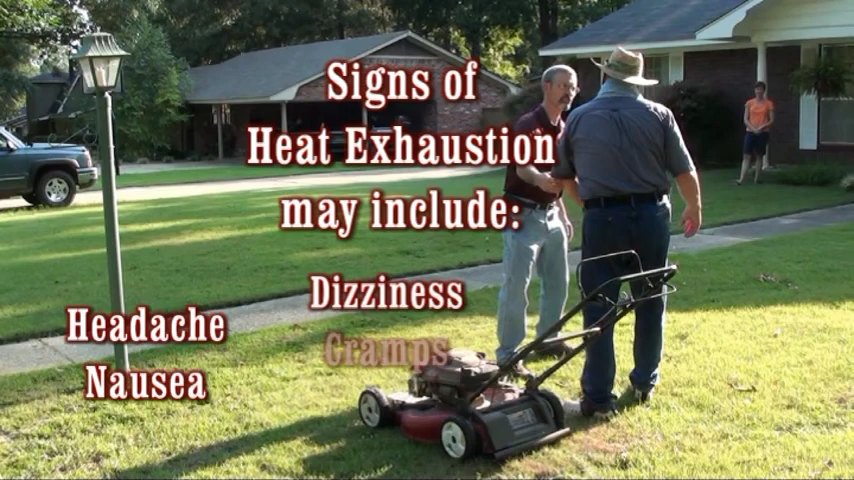 Signs of
Heat Exhaustion
may include:
Headache
Nausea
Dizziness
Cramps